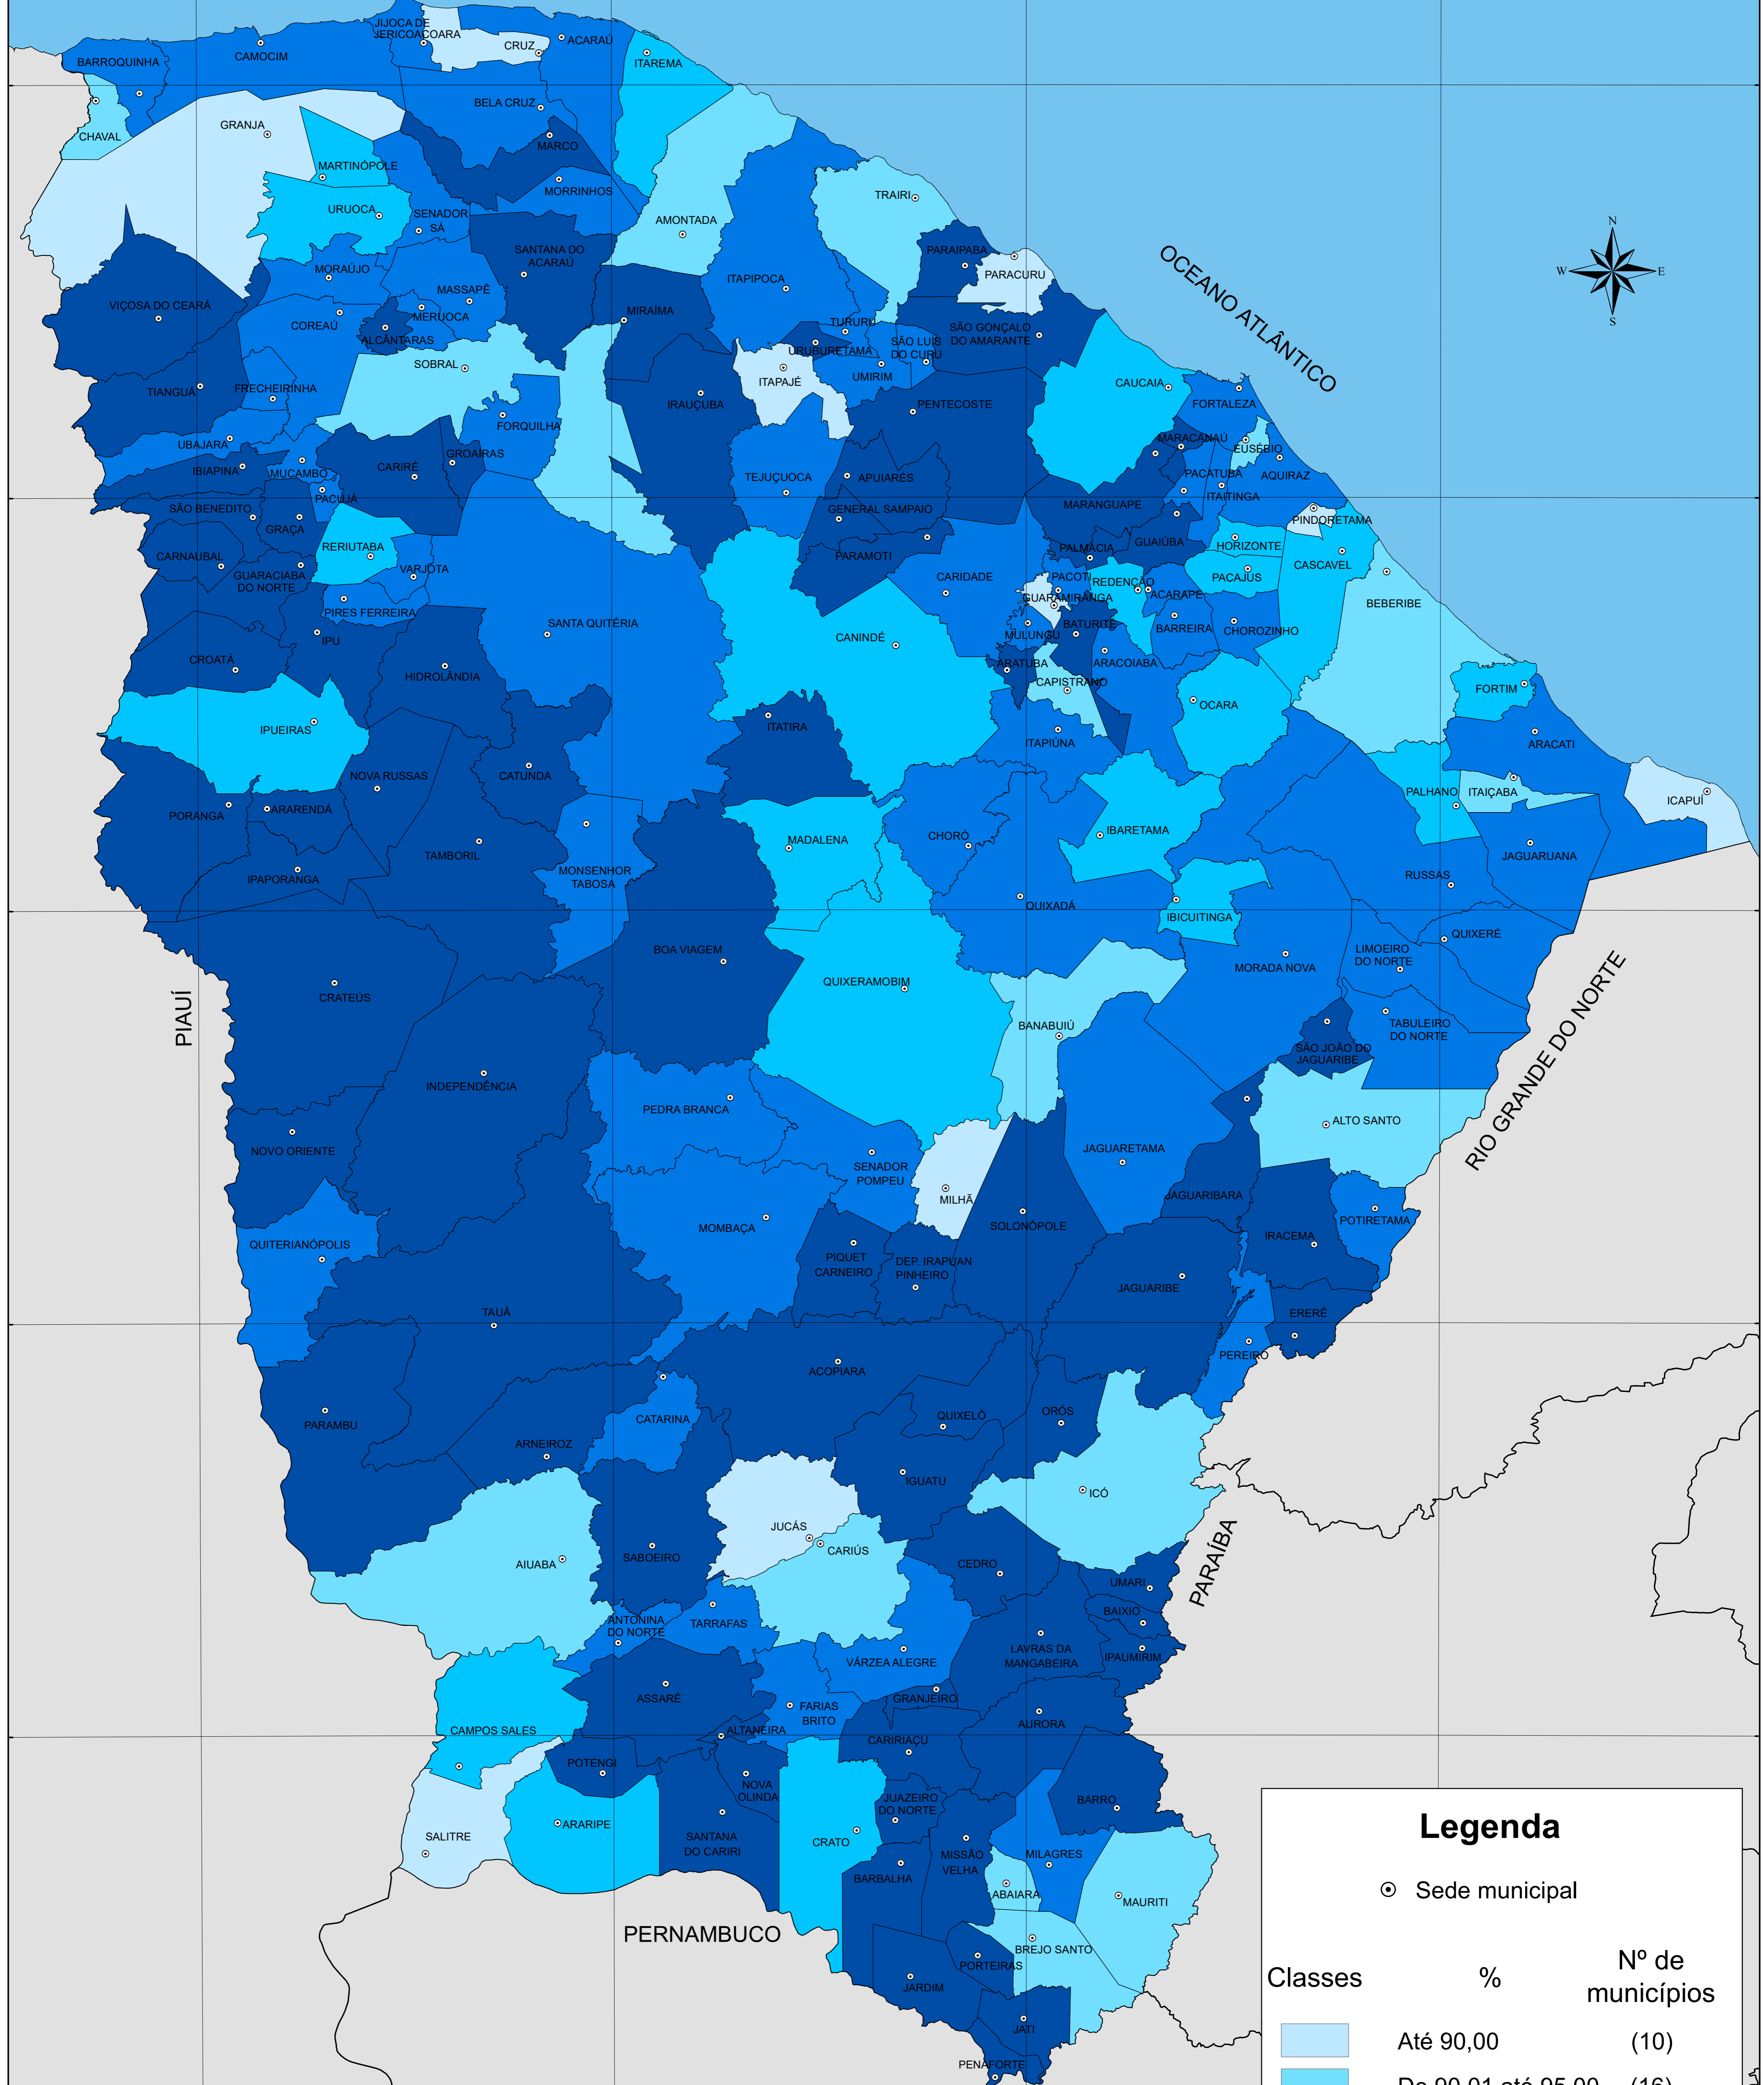 JIJOCA DE
JERICOACOARA
CRUZ
ACARAÚ
BARROQUINHA
CAMOCIM
ITAREMA
BELA CRUZ
CHAVAL
GRANJA
MARCO
MARTINÓPOLE
MORRINHOS
URUOCA
SENADOR
SÁ
AMONTADA
TRAIRI
N
W
E
S
SANTANA DO
ACARAÚ
PARAIPABA
PARACURU
OCEANO ATLÂNTICO
MORAÚJO
ITAPIPOCA
MASSAPÊ
VIÇOSA DO CEARÁ
MERUOCA
MIRAÍMA
COREAÚ
TURURU
SÃO GONÇALO
DO AMARANTE
ALCÂNTARAS
URUBURETAMA
SÃO LUÍS
DO CURU
SOBRAL
UMIRIM
ITAPAJÉ
CAUCAIA
TIANGUÁ
FRECHEIRINHA
IRAUÇUBA
PENTECOSTE
FORTALEZA
FORQUILHA
UBAJARA
MARACANAÚ
EUSÉBIO
IBIAPINA
MUCAMBO
CARIRÉ
GROAÍRAS
TEJUÇUOCA
APUIARÉS
PACATUBA
AQUIRAZ
PACUJÁ
ITAITINGA
SÃO BENEDITO
GRAÇA
GENERAL SAMPAIO
MARANGUAPE
PINDORETAMA
CARNAUBAL
RERIUTABA
PARAMOTI
PALMÁCIA
GUAIÚBA
HORIZONTE
GUARACIABA
DO NORTE
VARJOTA
CARIDADE
PACOTI
REDENÇÃO
PACAJUS
CASCAVEL
PIRES FERREIRA
GUARAMIRANGA
ACARAPE
BEBERIBE
IPU
SANTA QUITÉRIA
CANINDÉ
MULUNGU
BATURITÉ
BARREIRA
CHOROZINHO
CROATÁ
HIDROLÂNDIA
ARATUBA
ARACOIABA
CAPISTRANO
OCARA
FORTIM
IPUEIRAS
ITATIRA
ITAPIÚNA
ARACATI
NOVA RUSSAS
CATUNDA
PALHANO
ITAIÇABA
ICAPUÍ
PORANGA
ARARENDÁ
MADALENA
CHORÓ
IBARETAMA
TAMBORIL
JAGUARUANA
IPAPORANGA
MONSENHOR
TABOSA
RUSSAS
QUIXADÁ
IBICUITINGA
QUIXERÉ
BOA VIAGEM
LIMOEIRO
DO NORTE
MORADA NOVA
CRATEÚS
QUIXERAMOBIM
PIAUÍ
BANABUIÚ
TABULEIRO
DO NORTE
RIO GRANDE DO NORTE
SÃO JOÃO DO
JAGUARIBE
INDEPENDÊNCIA
PEDRA BRANCA
ALTO SANTO
NOVO ORIENTE
JAGUARETAMA
SENADOR
POMPEU
MILHÃ
JAGUARIBARA
MOMBAÇA
SOLONÓPOLE
POTIRETAMA
QUITERIANÓPOLIS
IRACEMA
PIQUET
CARNEIRO
DEP. IRAPUAN
PINHEIRO
JAGUARIBE
TAUÁ
ERERÊ
PEREIRO
ACOPIARA
PARAMBU
CATARINA
QUIXELÔ
ORÓS
ARNEIROZ
IGUATU
ICÓ
JUCÁS
CARIÚS
AIUABA
SABOEIRO
CEDRO
PARAÍBA
UMARI
ANTONINA
DO NORTE
TARRAFAS
BAIXIO
LAVRAS DA
MANGABEIRA
IPAUMIRIM
VÁRZEA ALEGRE
ASSARÉ
GRANJEIRO
FARIAS
BRITO
CAMPOS SALES
ALTANEIRA
CARIRIAÇU
AURORA
POTENGI
NOVA
OLINDA
JUAZEIRO
DO NORTE
BARRO
ARARIPE
SALITRE
SANTANA
DO CARIRI
CRATO
MISSÃO
VELHA
MILAGRES
BARBALHA
ABAIARA
MAURITI
PERNAMBUCO
BREJO SANTO
PORTEIRAS
JARDIM
JATI
PENAFORTE
Legenda
Sede municipal
Classes % Nº de
municípios
Até 90,00 (10)
De 90,01 até 95,00 (16)